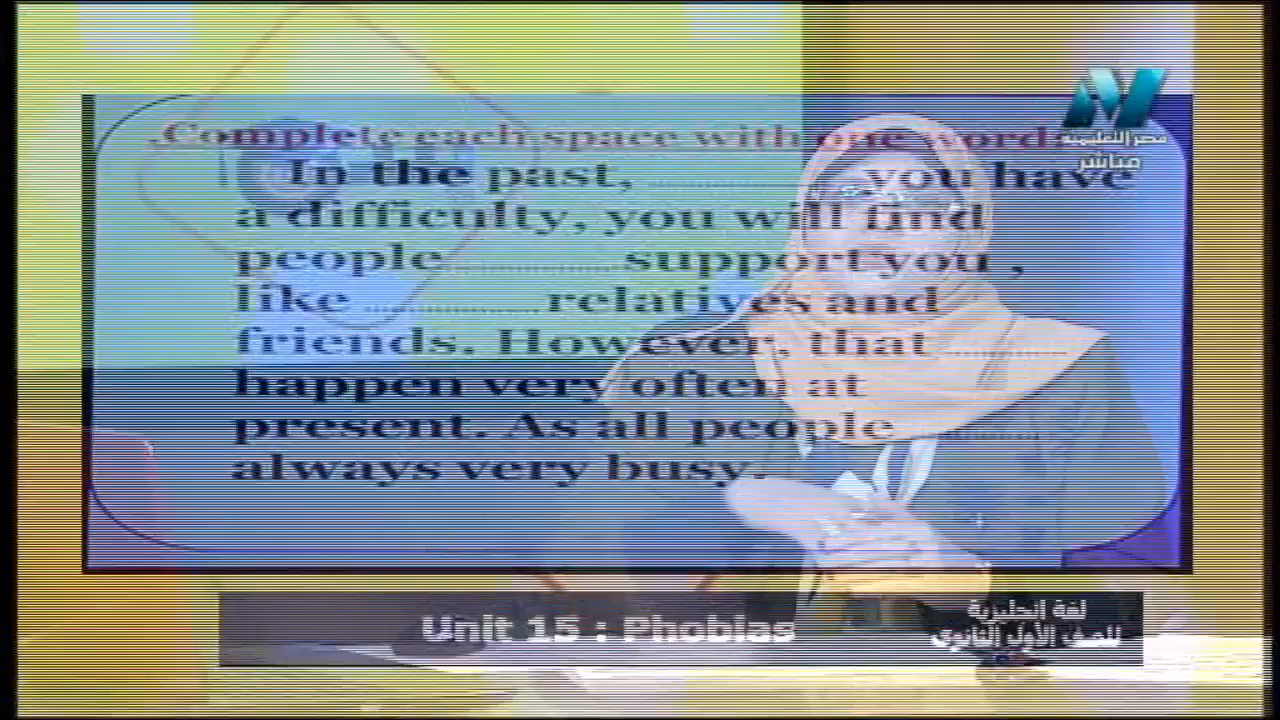 .Complete each space with one word:
In the past, ............ you have
a difficulty, you will find
people ............ support you ,
like ............ relatives and
friends. However, that ............
happen very often at
present. As all people ............
always very busy.
مصر التعليمية
مباشر
Unit 15 : Phobias
لغة إنجليزية
للصف الأول الثانوي